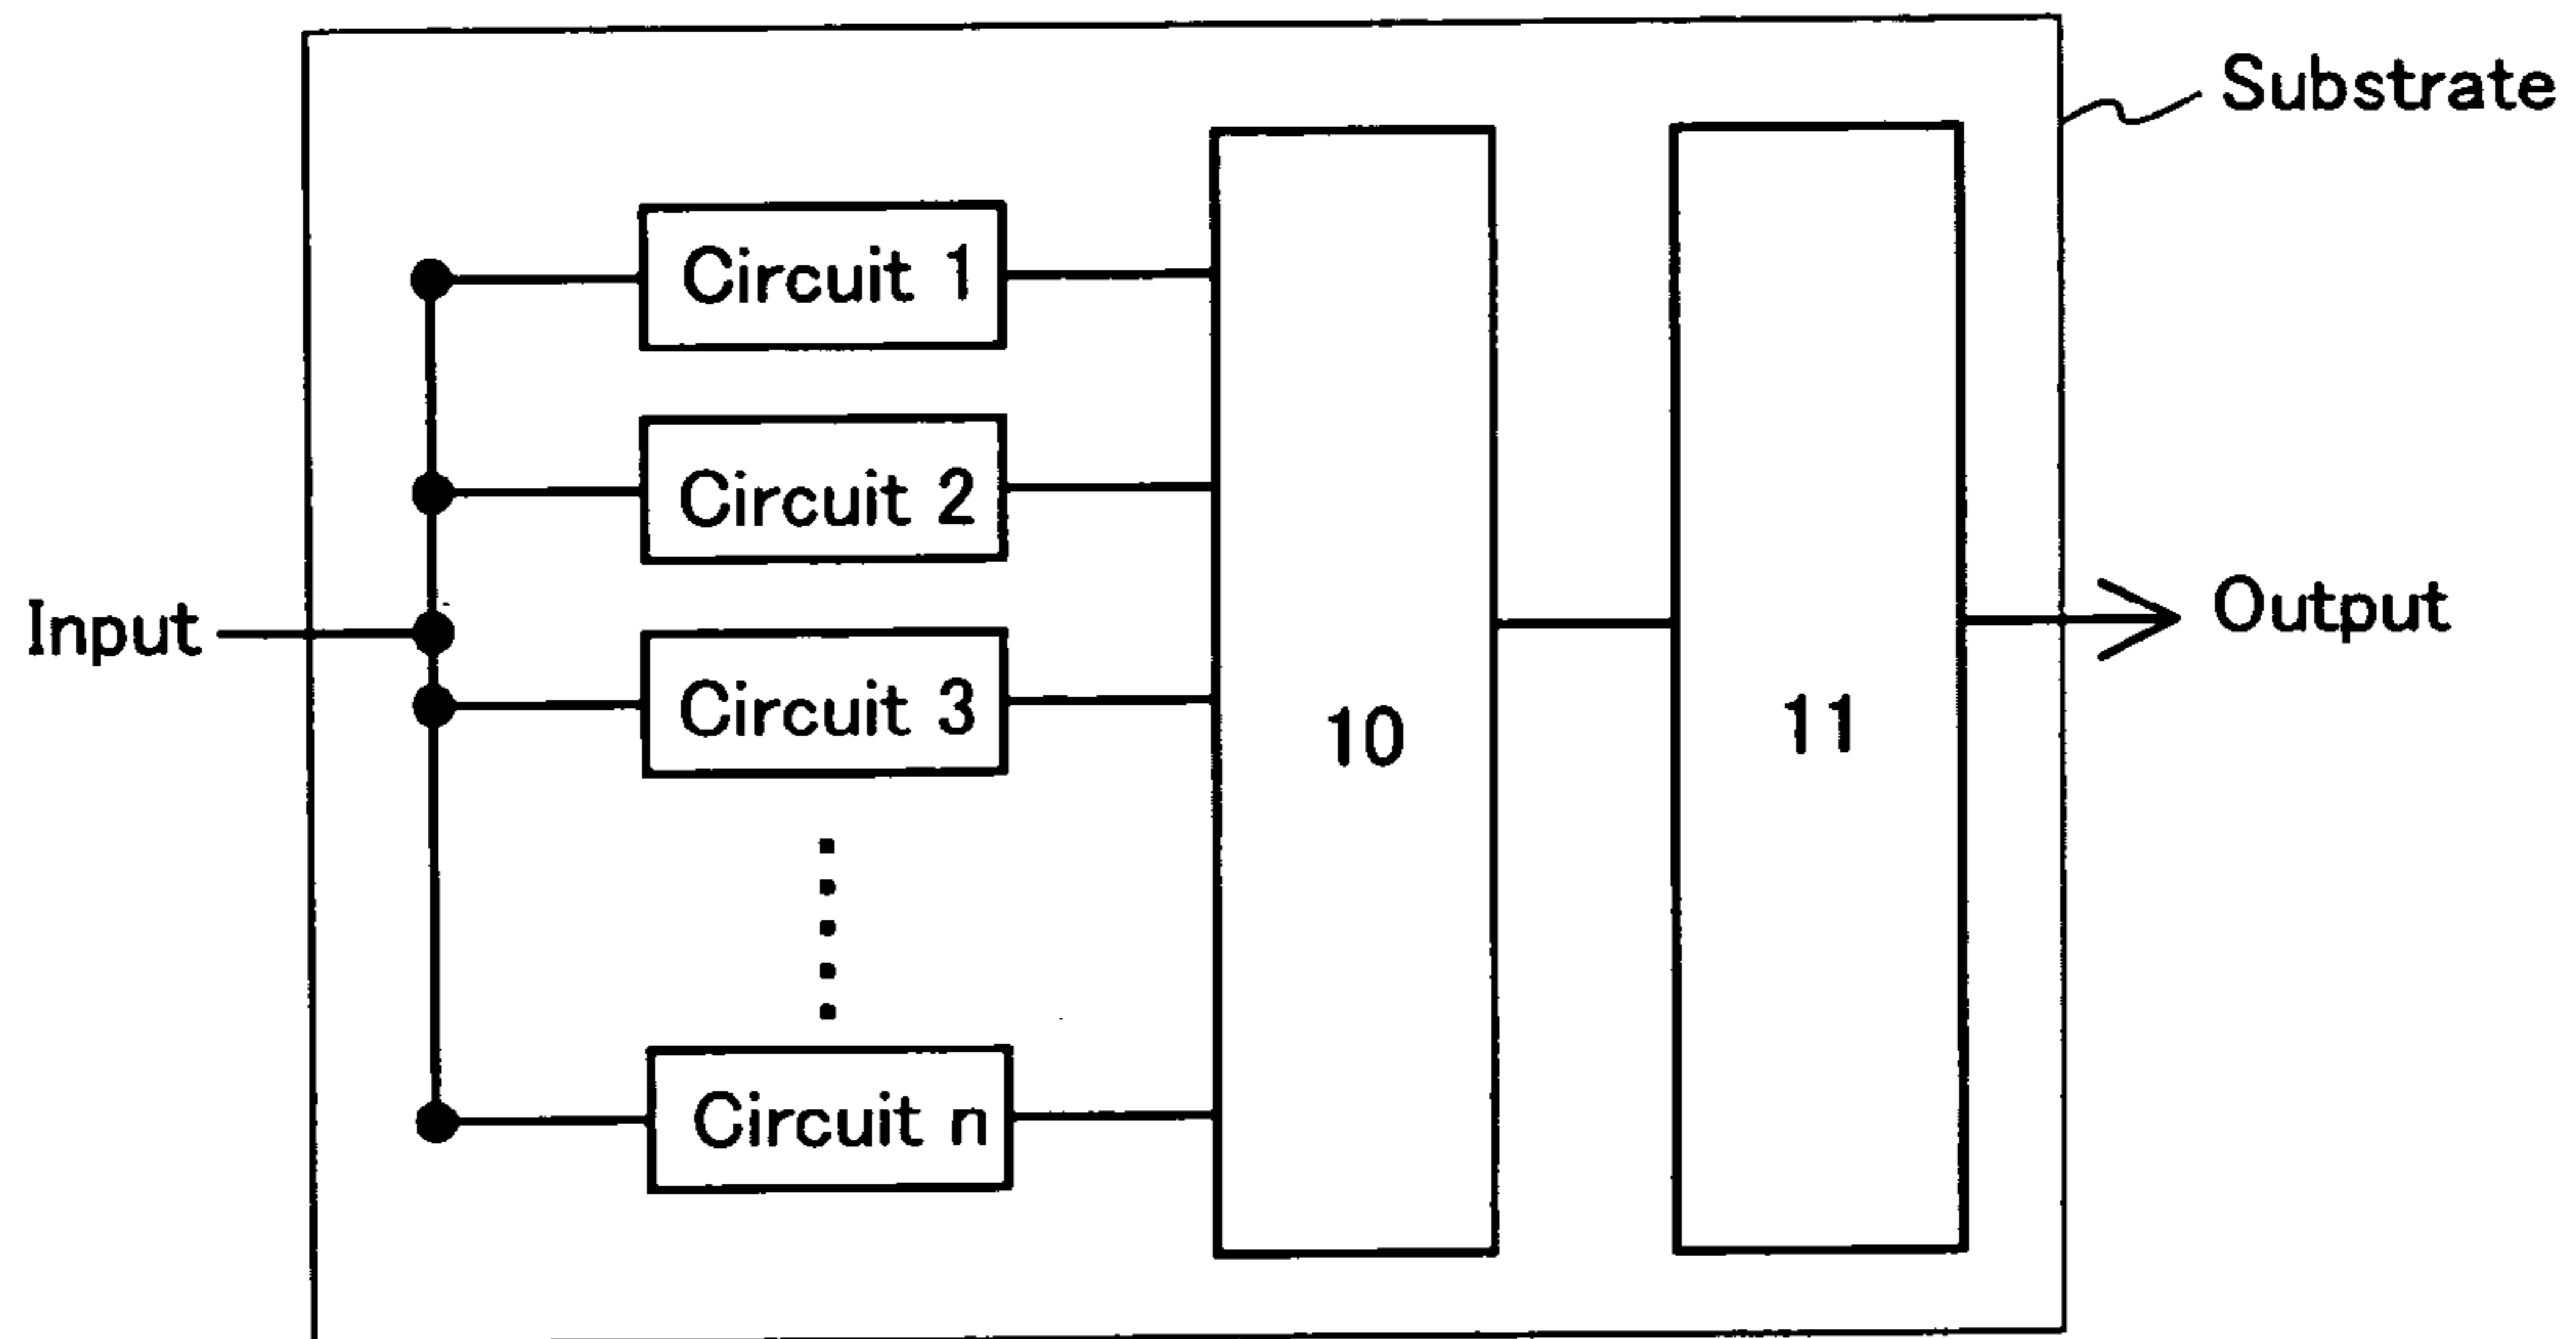 Substrate
Circuit 1
Circuit 2
Input
Output
Circuit 3
10
11
Circuit n